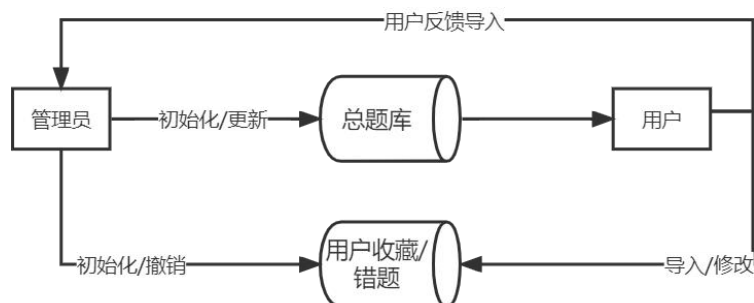 用户反馈导入
管理员
初始化/更新
总题库
用户
初始化/撤销
用户收藏/
错题
导入/修改